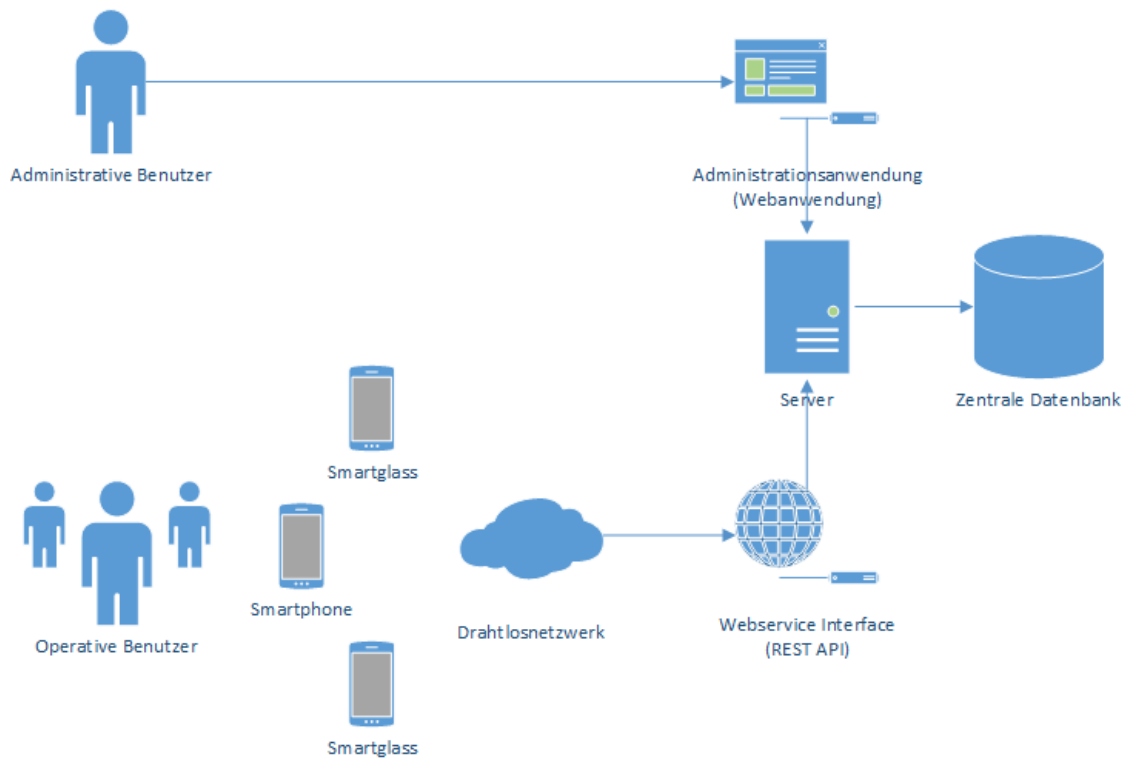 Administrative Benutzer
Administrationsanwendung
(Webanwendung)
Server
Zentrale Datenbank
Smartglass
Smartphone
Operative Benutzer
Drahtlosnetzwerk
Webservice Interface
(REST API)
Smartglass